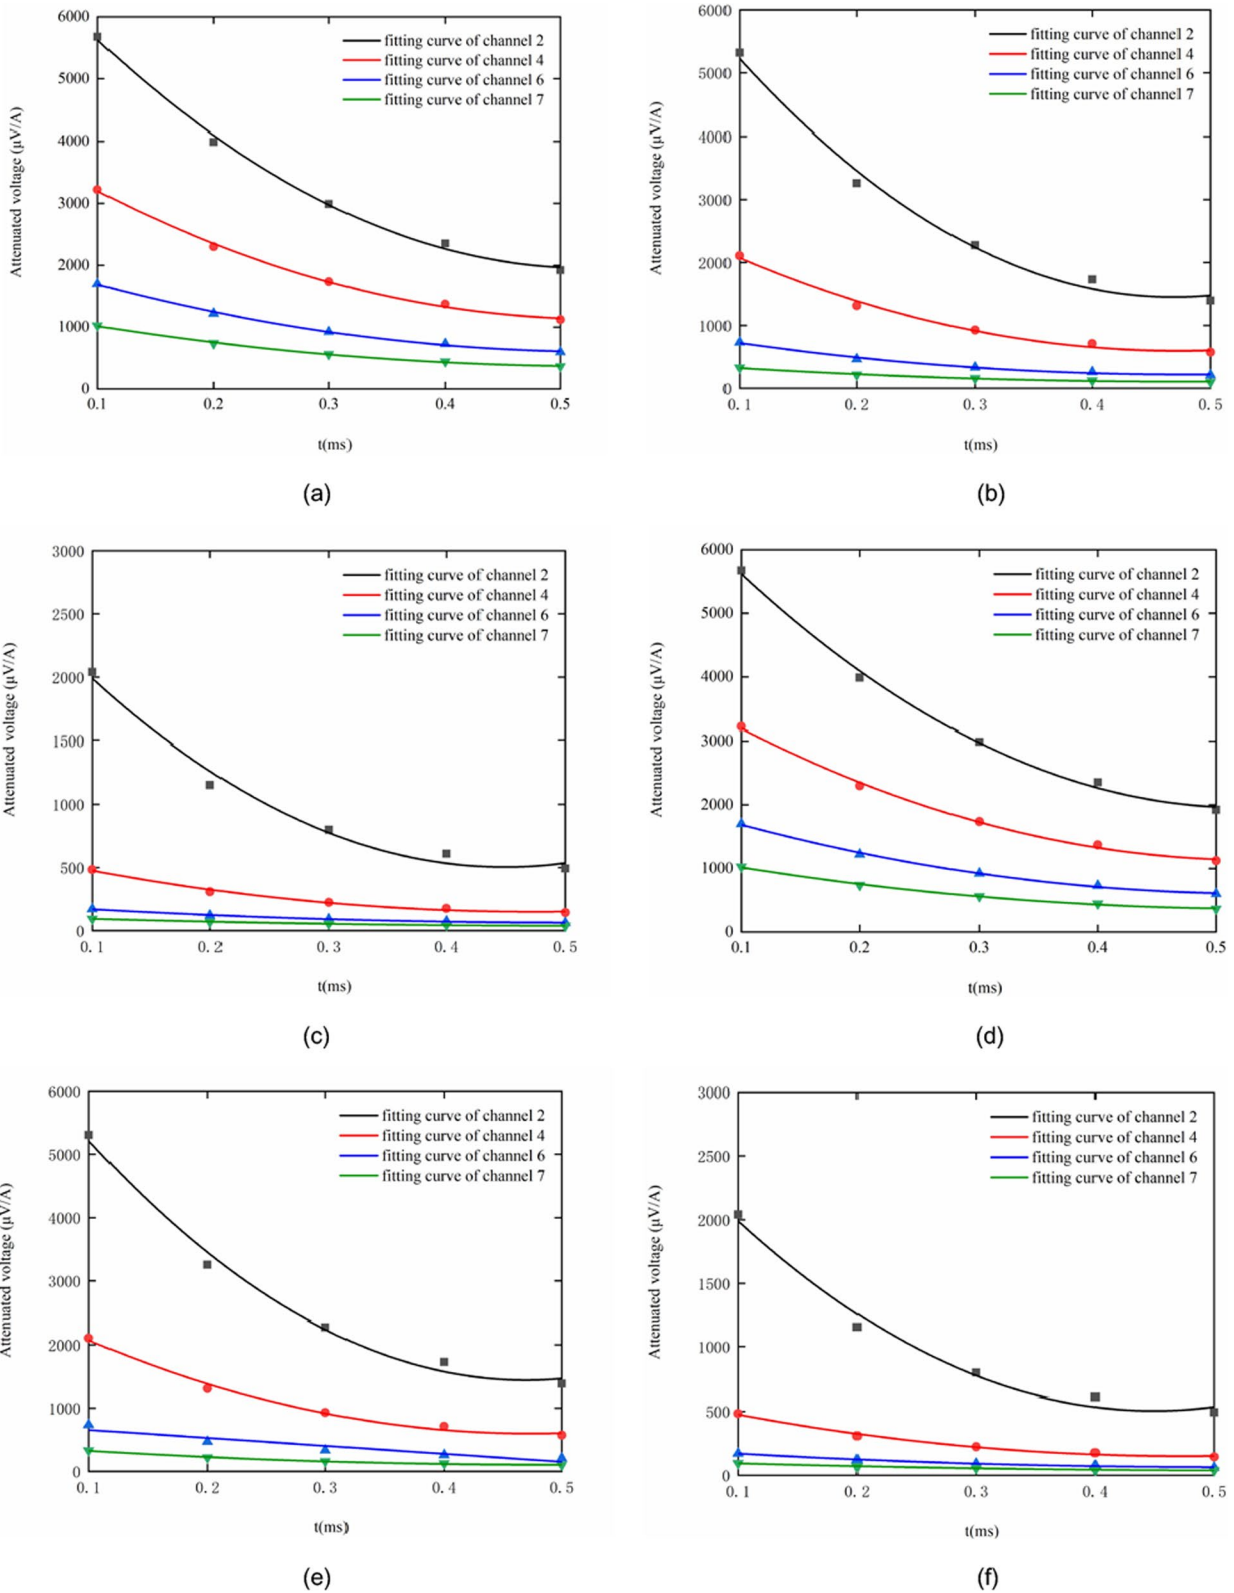 6000
5000
4000
3000
2000
1000
0
Attenuated voltage (μV/A)
fitting curve of channel 2
fitting curve of channel 4
fitting curve of channel 6
fitting curve of channel 7
0.1 0.2 0.3 0.4 0.5
t(ms)
(a)
6000
5000
4000
3000
2000
1000
0
Attenuated voltage (μV/A)
fitting curve of channel 2
fitting curve of channel 4
fitting curve of channel 6
fitting curve of channel 7
0.1 0.2 0.3 0.4 0.5
t(ms)
(b)
3000
2500
2000
1500
1000
500
0
Attenuated voltage (μV/A)
fitting curve of channel 2
fitting curve of channel 4
fitting curve of channel 6
fitting curve of channel 7
0.1 0.2 0.3 0.4 0.5
t(ms)
(c)
6000
5000
4000
3000
2000
1000
0
Attenuated voltage (μV/A)
fitting curve of channel 2
fitting curve of channel 4
fitting curve of channel 6
fitting curve of channel 7
0.1 0.2 0.3 0.4 0.5
t(ms)
(d)
6000
5000
4000
3000
2000
1000
0
Attenuated voltage (μV/A)
fitting curve of channel 2
fitting curve of channel 4
fitting curve of channel 6
fitting curve of channel 7
0.1 0.2 0.3 0.4 0.5
t(ms)
(e)
3000
2500
2000
1500
1000
500
0
Attenuated voltage (μV/A)
fitting curve of channel 2
fitting curve of channel 4
fitting curve of channel 6
fitting curve of channel 7
0.1 0.2 0.3 0.4 0.5
t(ms)
(f)